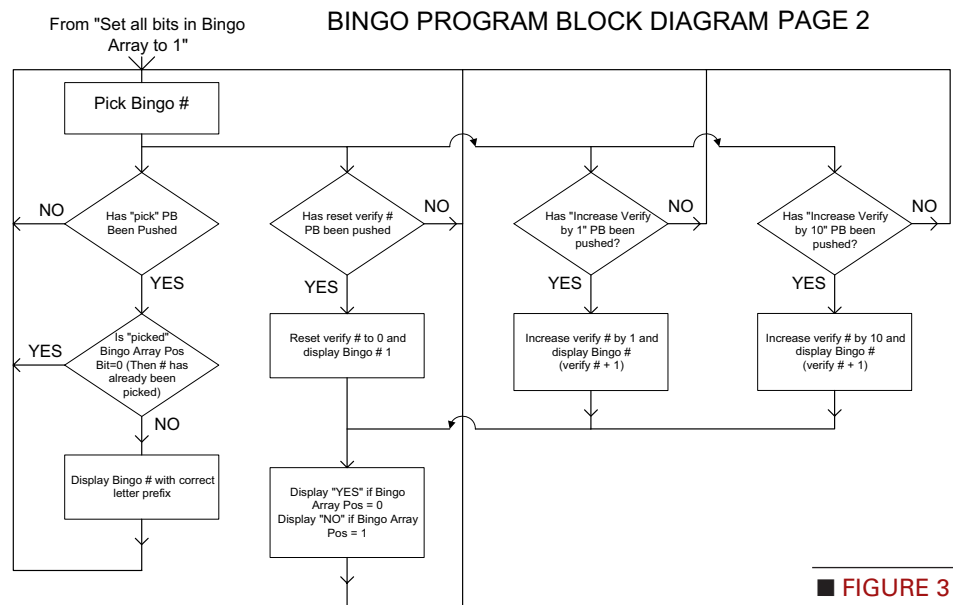 BINGO PROGRAM BLOCK DIAGRAM PAGE 2
From "Set all bits in Bingo
Array to 1"
Pick Bingo #
Has "pick" PB
Been Pushed
NO
YES
Has reset verify #
PB been pushed
NO
YES
Has "Increase Verify
by 1" PB been
pushed?
NO
YES
Has "Increase Verify
by 10" PB been
pushed?
NO
YES
Is "picked"
Bingo Array Pos
Bit=0 (Then # has
already been
picked)
YES
NO
Reset verify # to 0 and
display Bingo # 1
Increase verify # by 1 and
display Bingo #
(verify # + 1)
Increase verify # by 10 and
display Bingo #
(verify # + 1)
Display Bingo # with correct
letter prefix
Display "YES" if Bingo
Array Pos = 0
Display "NO" if Bingo Array
Pos = 1
■ FIGURE 3